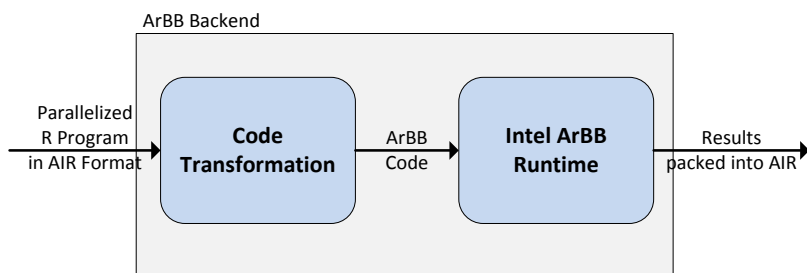 ArBB Backend
Parallelized
R Program
in AIR Format
Code
Transformation
ArBB
Code
Intel ArBB
Runtime
Results
packed into AIR